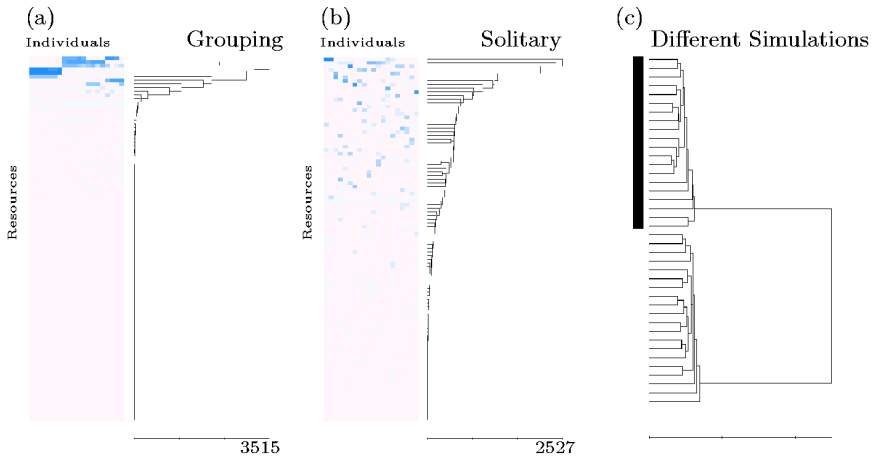 (a)
Individuals
Grouping
Resources
3515
(b)
Individuals
Solitary
Resources
2527
(c)
Different Simulations